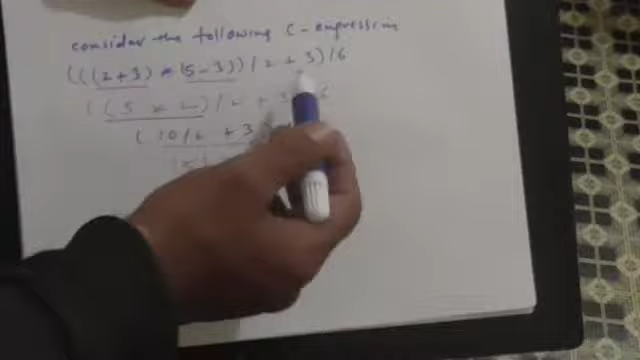 consider the following C-expression
(((2+3) * (5-3)) / 2 + 3) / 6
((5 * 2) / 2 + 3 6
(10/2 + 3